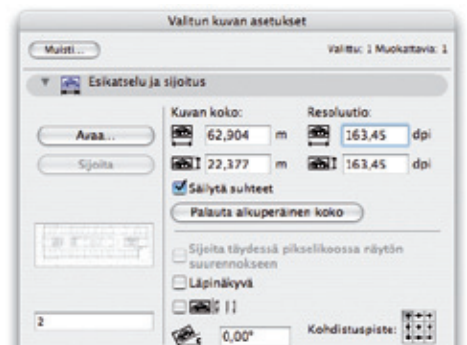 Valitun kuvan asetukset
Muisti... Valittu: 1 Muokattavia: 1
Esikatselu ja sijoitus
Kuvan koko: Resoluutio:
Avaa... 62,904 m 163,45 dpi
Sijoita 22,377 m 163,45 dpi
Säilytä suhteet
Palauta alkuperäinen koko
Sijoita täydessä pikselikoossa näytön
suurennokseen
Läpinäkyvä
2
0,00° Kohdistuspiste: